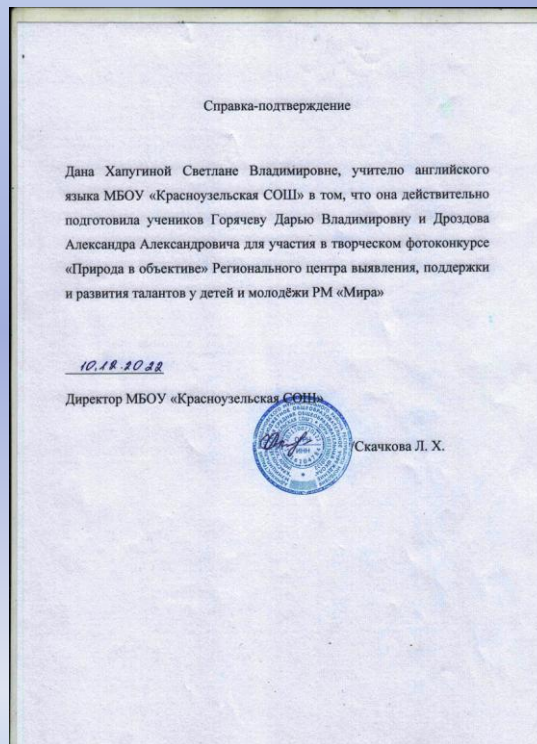 Справка-подтверждение
Дана Хапугиной Светлане Владимировне, учителю английского
языка МБОУ «Красноузельская СОШ» в том, что она действительно
подготовила учеников Горячеву Дарью Владимировну и Дроздова
Александра Александровича для участия в творческом фотоконкурсе
«Природа в объективе» Регионального центра выявления, поддержки
и развития талантов у детей и молодёжи РМ «Мира»
10.12.2022
Директор МБОУ «Красноузельская СОШ»
/Скачкова Л. Х.
ИНН